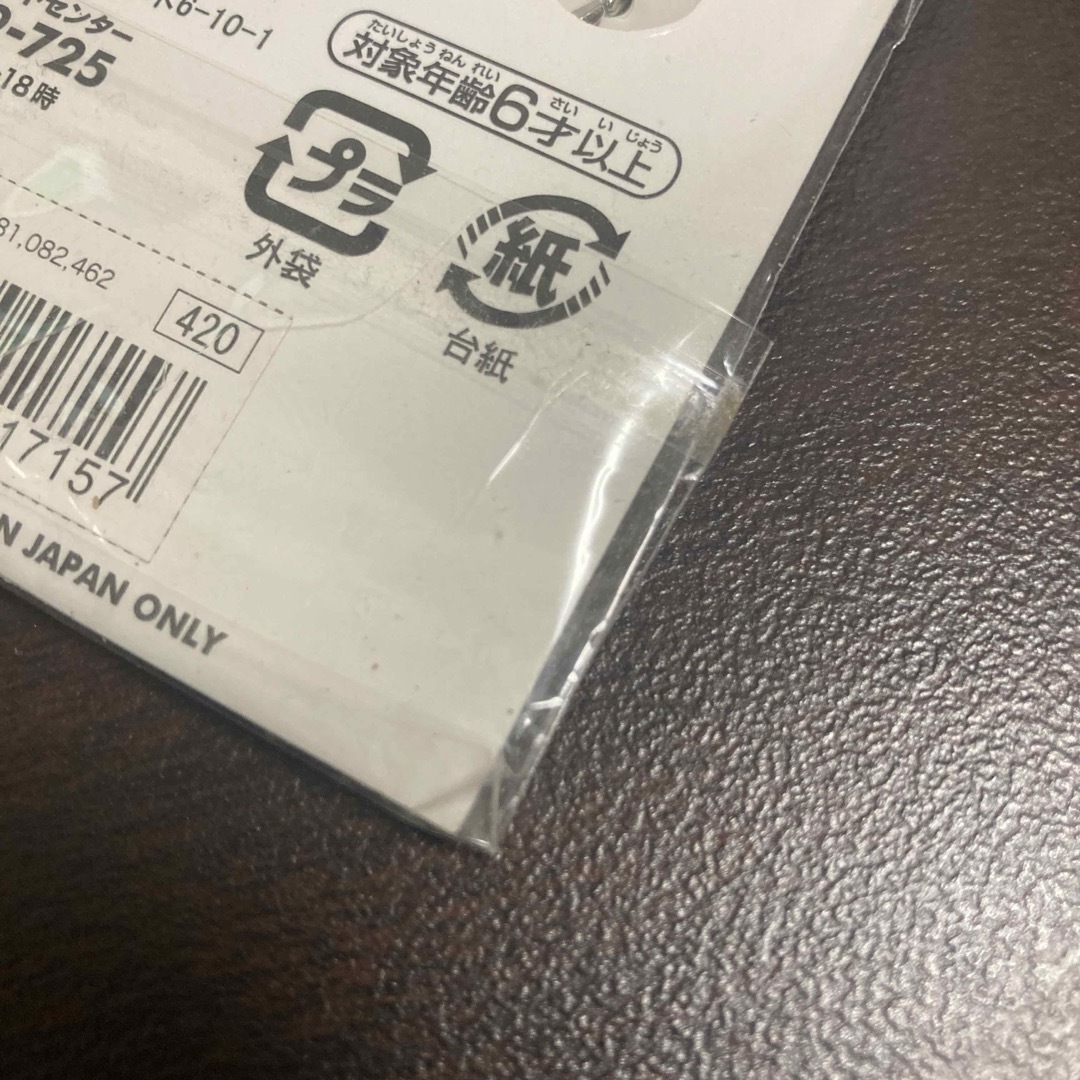 6-10-1
センター
-725
18時
たいしょうねんれい さいいじょう
対象年齢6才以上
プラ
外袋
紙
台紙
81,082,462
420
17157
JAPAN ONLY